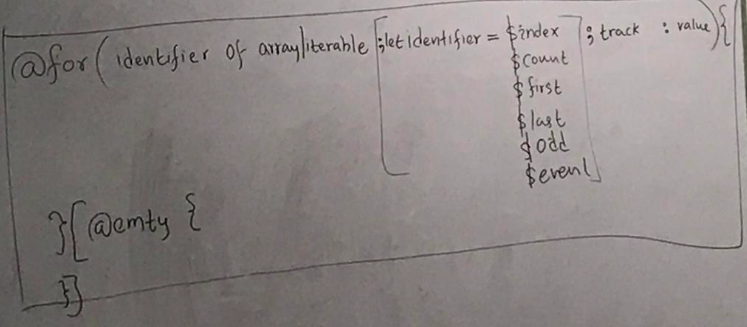 @for( identifier of array|iterable [;let identifier = $index ] ; track : value){
$count
$first
$last
$odd
$even
}[@emty {
}]